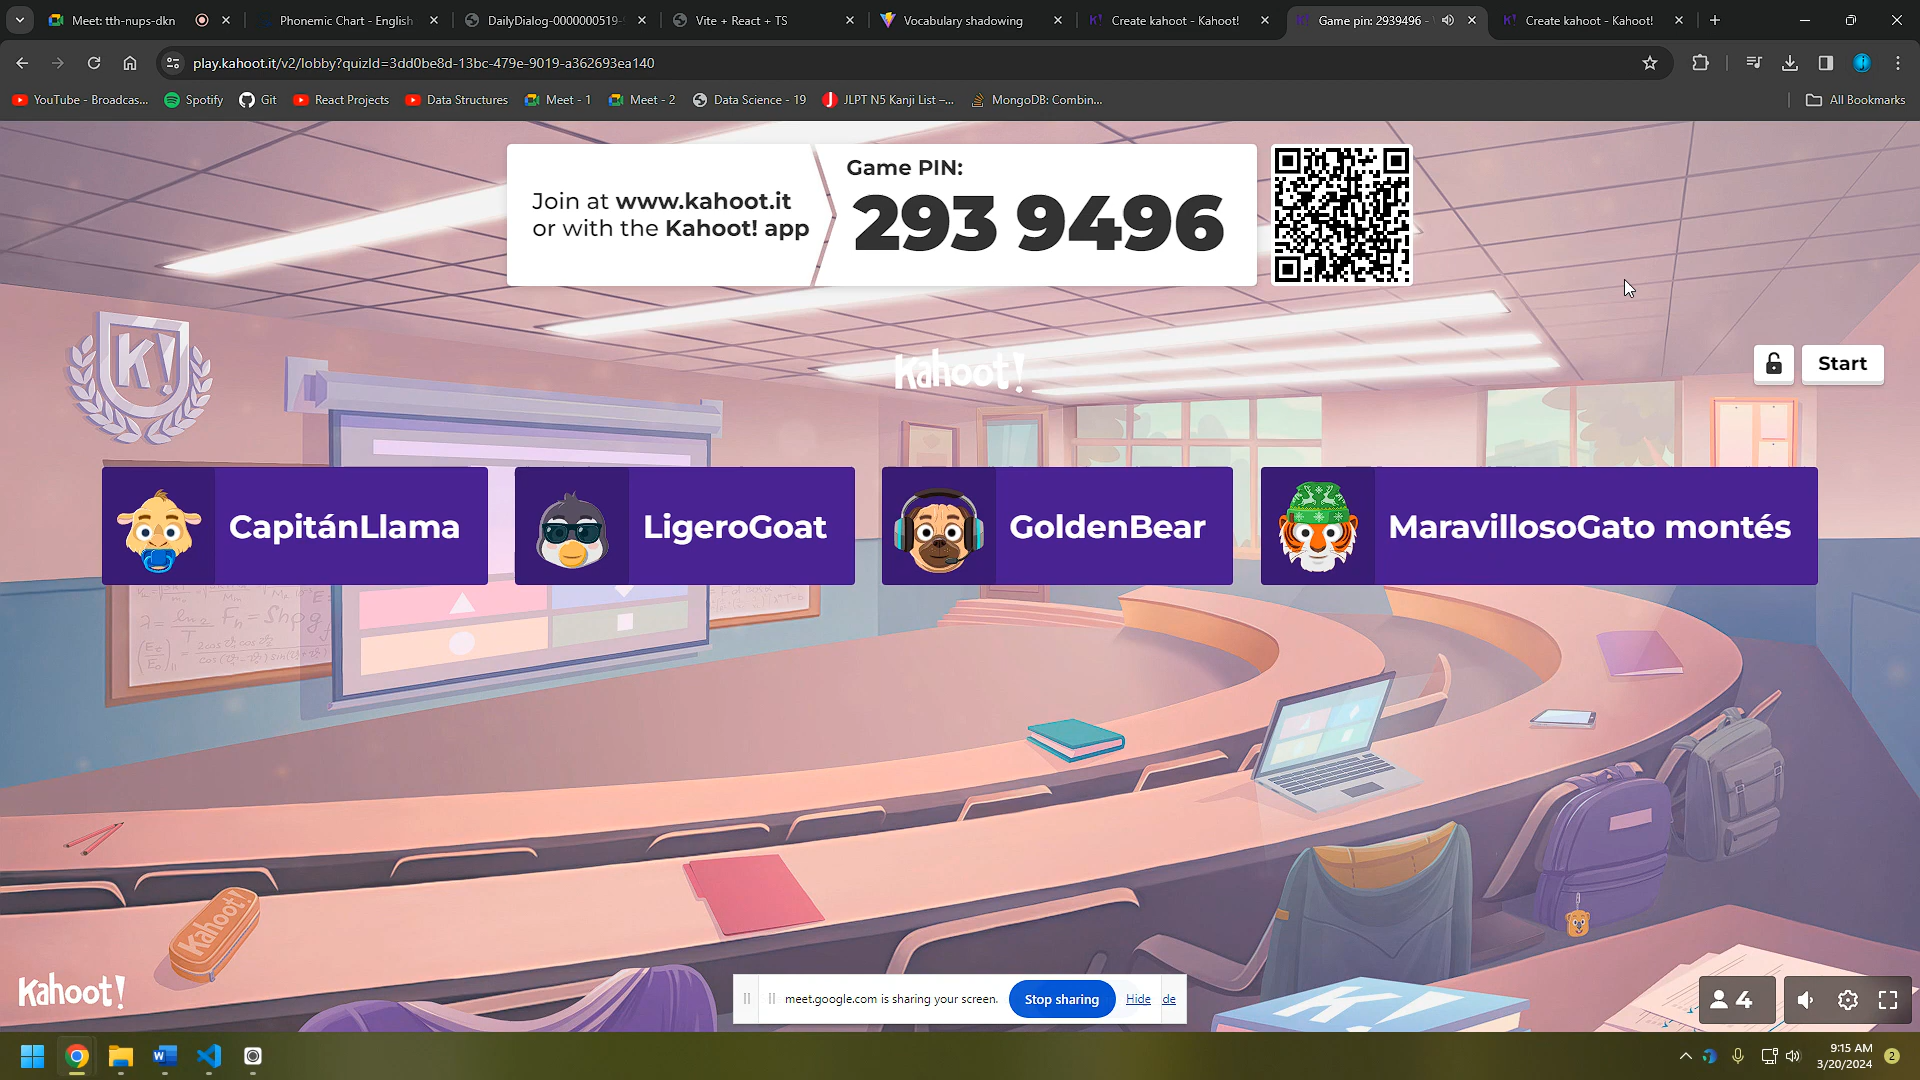 Meet: tth-nups-dkn
Phonemic Chart - English
DailyDialog-0000000519-
Vite + React + TS
Vocabulary shadowing
Create kahoot - Kahoot!
Game pin: 2939496 -
Create kahoot - Kahoot!
play.kahoot.it/v2/lobby?quizId=3dd0be8d-13bc-479e-9019-a362693ea140
YouTube - Broadcas...
Spotify
Git
React Projects
Data Structures
Meet - 1
Meet - 2
Data Science - 19
JLPT N5 Kanji List –...
MongoDB: Combin...
All Bookmarks
Join at www.kahoot.it
or with the Kahoot! app
Game PIN:
293 9496
K!
Kahoot!
Start
CapitánLlama
LigeroGoat
GoldenBear
MaravillosoGato montés
Kahoot!
Kahoot!
K!
meet.google.com is sharing your screen.
Stop sharing
Hide
de
4
9:15 AM
3/20/2024
2